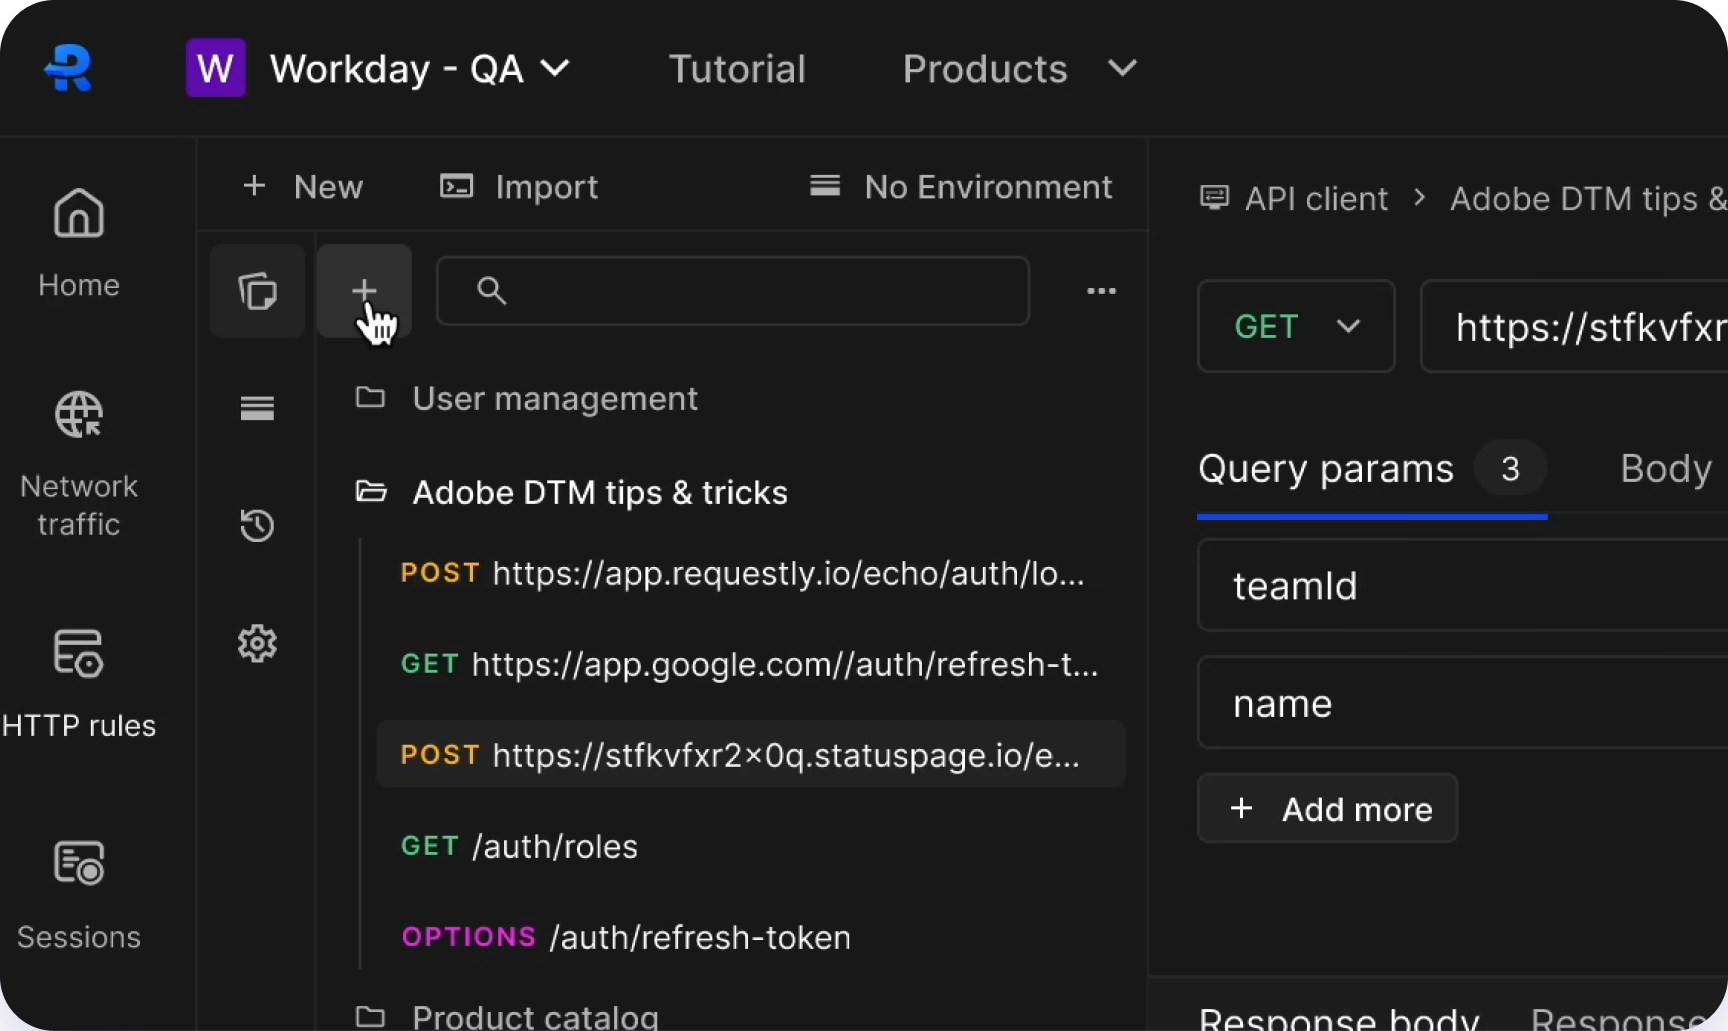 W Workday - QA Tutorial Products
New Import No Environment
API client > Adobe DTM tips &
Home
Network
traffic
HTTP rules
Sessions
User management
Adobe DTM tips & tricks
POST https://app.requestly.io/echo/auth/lo...
GET https://app.google.com//auth/refresh-t...
POST https://stfkvfxr2×0q.statuspage.io/e...
GET /auth/roles
OPTIONS /auth/refresh-token
Product catalog
GET https://stfkvfxr
Query params 3 Body
teamId
name
+ Add more
Response body Response